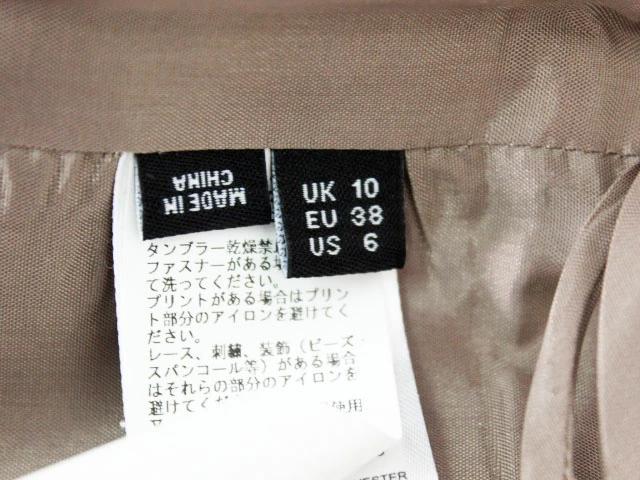 MADE IN
CHINA
UK 10
EU 38
US 6
タンブラー乾燥禁止
ファスナーがある場
て洗ってください。
プリントがある場合はプリン
ト部分のアイロンを避けてく
ださい。
レース、刺繍、装飾（ビーズ・
スパンコール等）がある場合
はそれらの部分のアイロンを
避けてくだ
使用